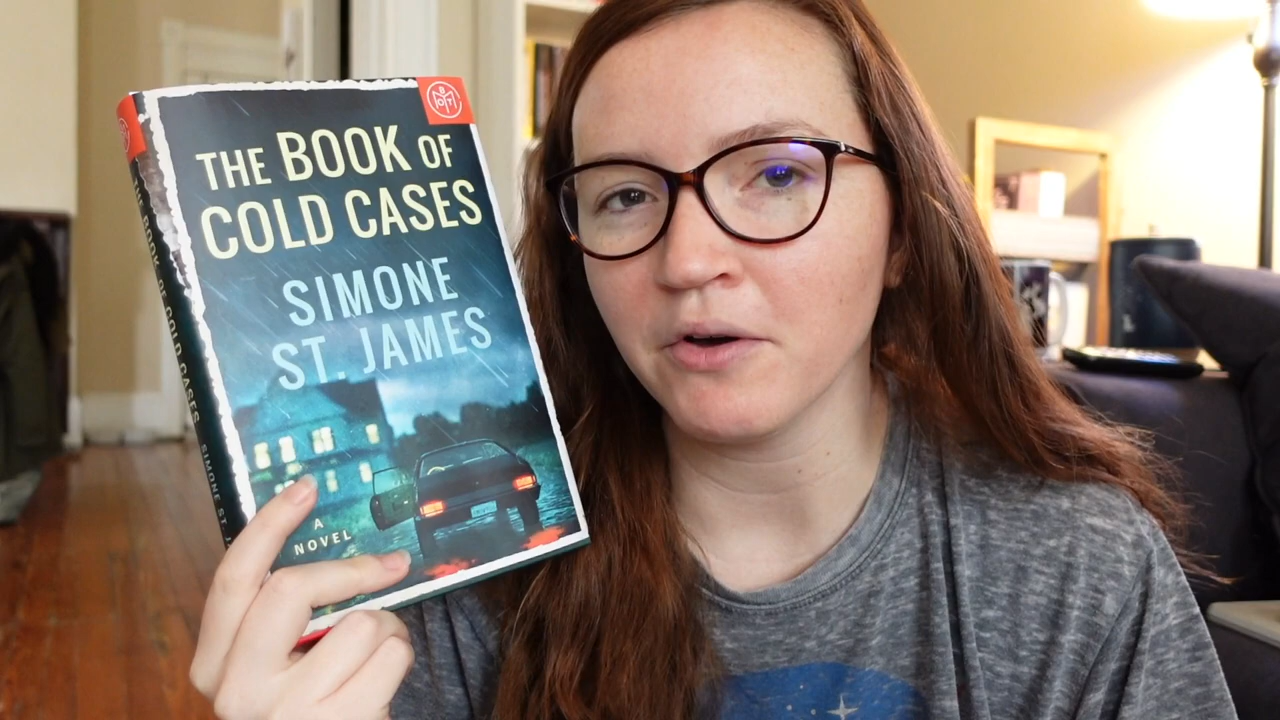 THE BOOK OF
COLD CASES
SIMONE
ST. JAMES
A
NOVEL
THE BOOK OF COLD CASES SIMONE ST.